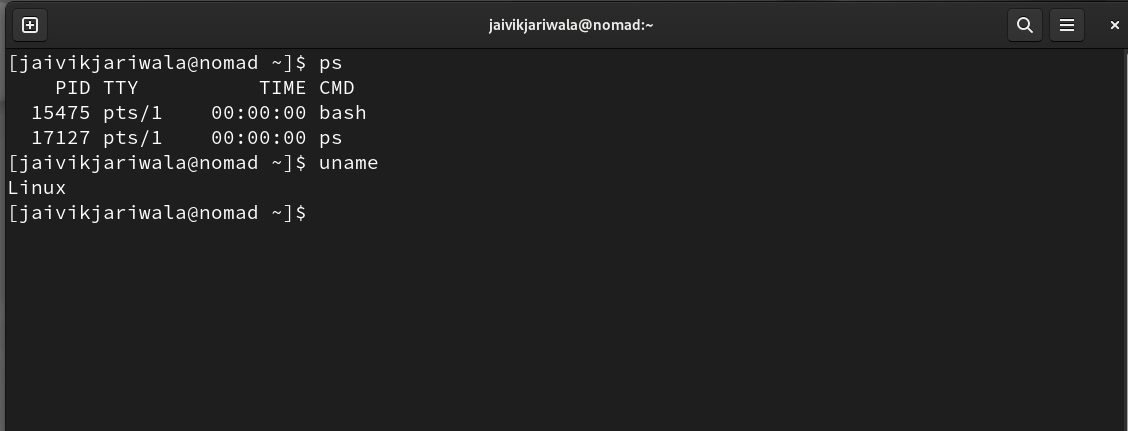 jaivikjariwala@nomad:~
[jaivikjariwala@nomad ~]$ ps
    PID TTY          TIME CMD
  15475 pts/1    00:00:00 bash
  17127 pts/1    00:00:00 ps
[jaivikjariwala@nomad ~]$ uname
Linux
[jaivikjariwala@nomad ~]$